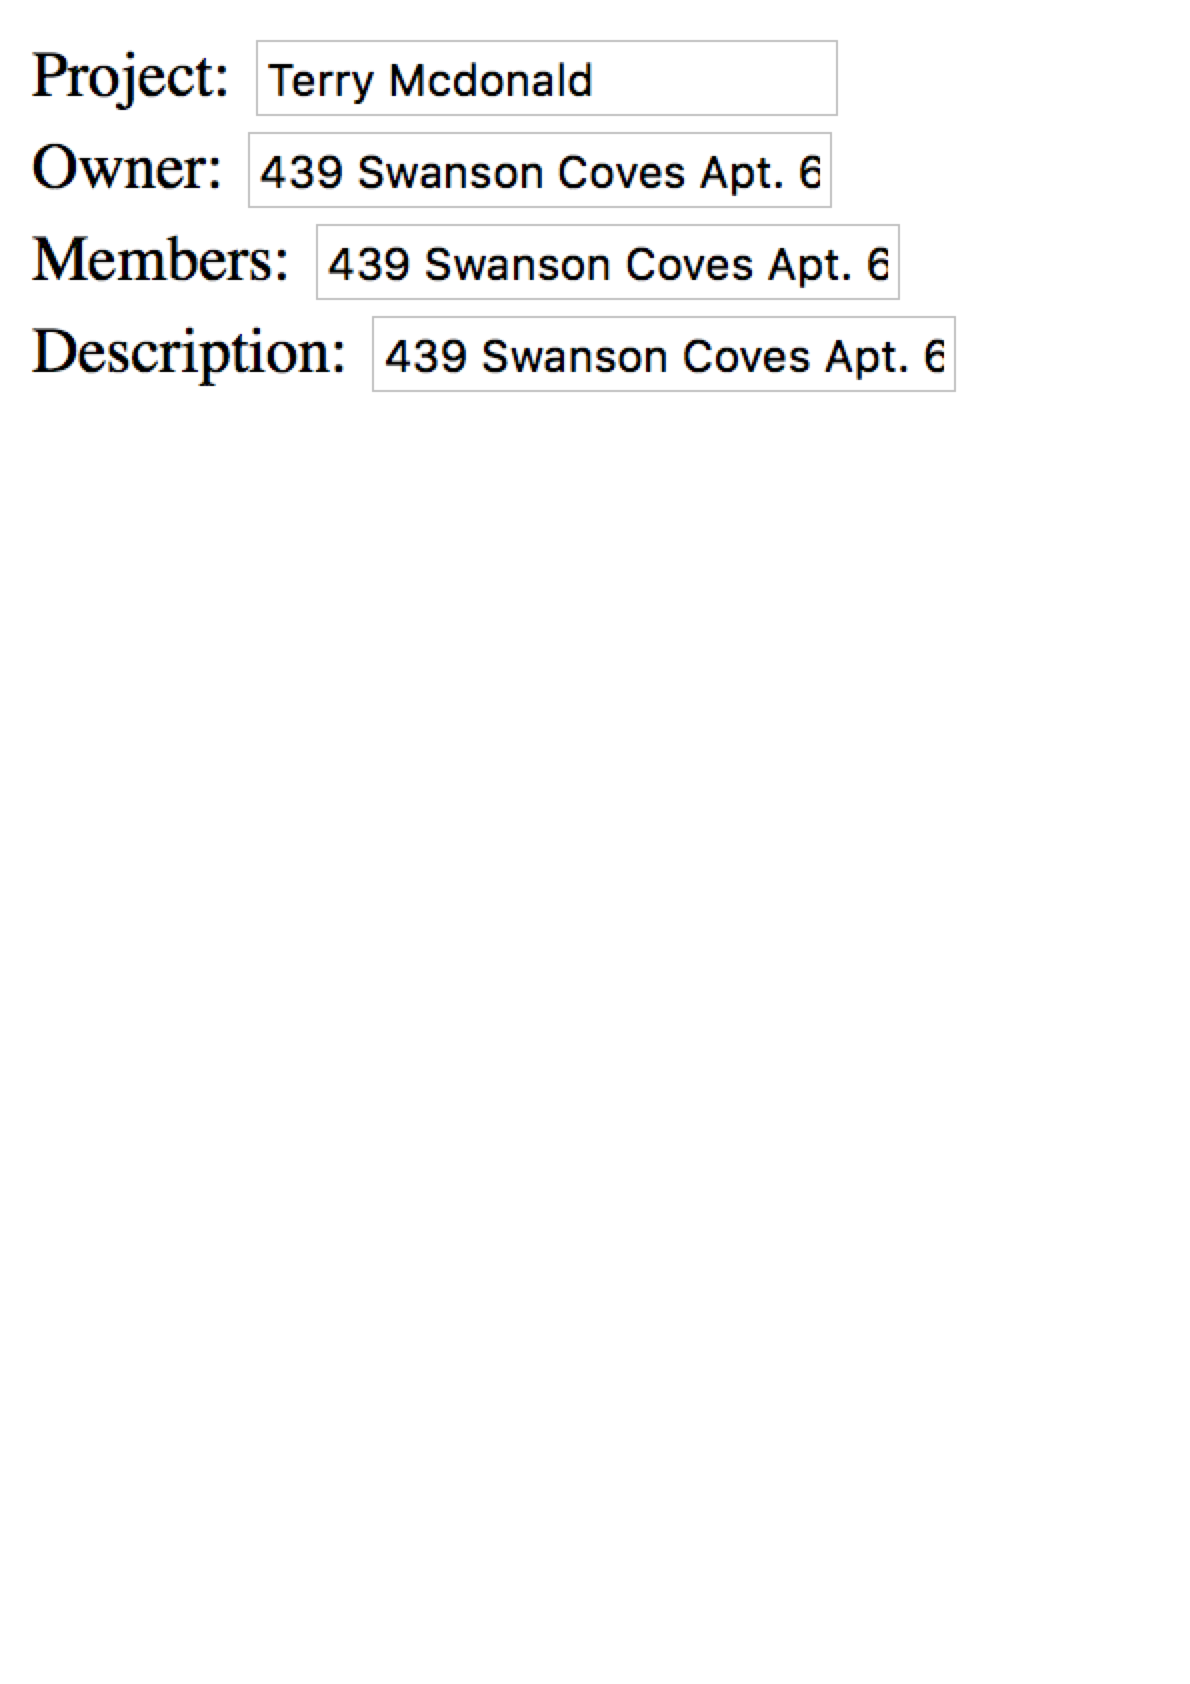 Project: Terry Mcdonald
Owner: 439 Swanson Coves Apt. 6
Members: 439 Swanson Coves Apt. 6
Description: 439 Swanson Coves Apt. 6